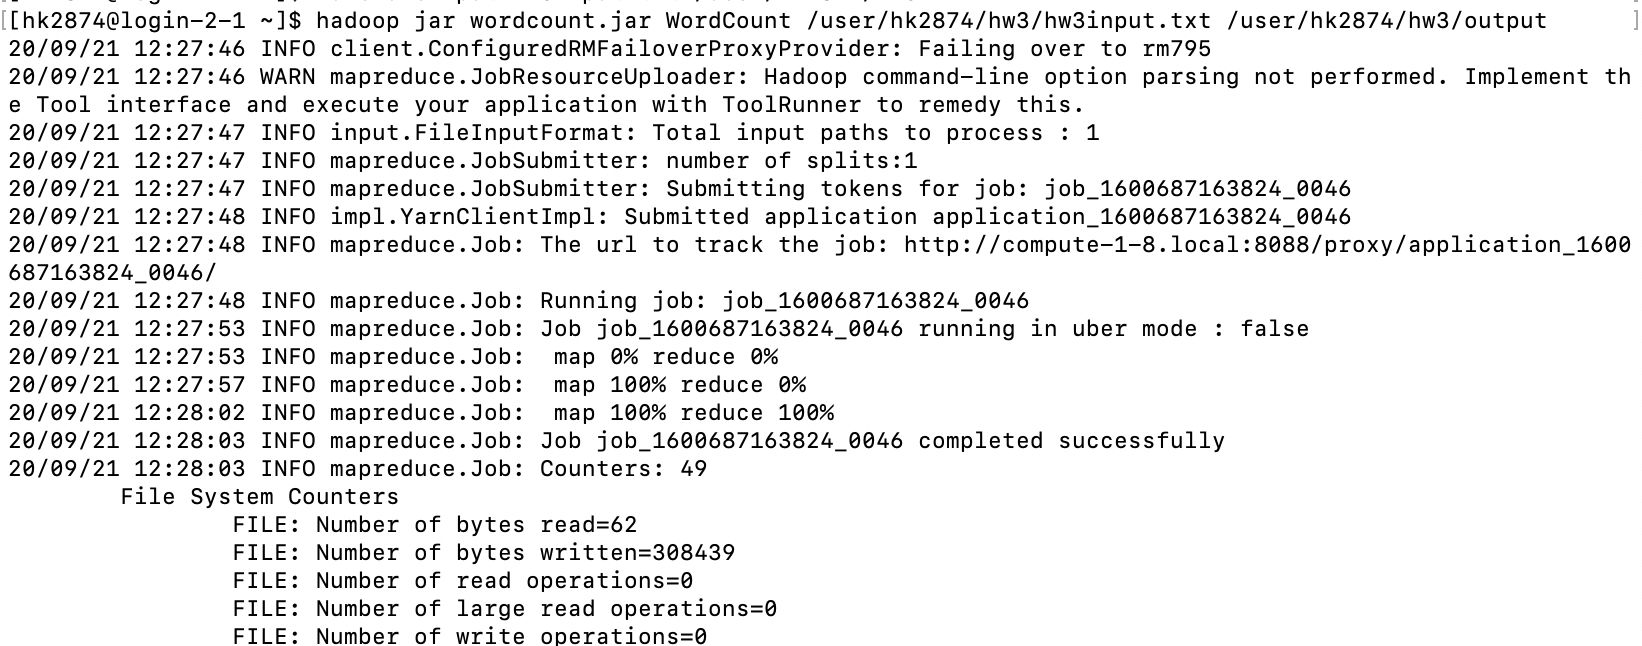 [[hk2874@login-2-1 ~]$ hadoop jar wordcount.jar WordCount /user/hk2874/hw3/hw3input.txt /user/hk2874/hw3/output ]
20/09/21 12:27:46 INFO client.ConfiguredRMFailoverProxyProvider: Failing over to rm795
20/09/21 12:27:46 WARN mapreduce.JobResourceUploader: Hadoop command-line option parsing not performed. Implement th
e Tool interface and execute your application with ToolRunner to remedy this.
20/09/21 12:27:47 INFO input.FileInputFormat: Total input paths to process : 1
20/09/21 12:27:47 INFO mapreduce.JobSubmitter: number of splits:1
20/09/21 12:27:47 INFO mapreduce.JobSubmitter: Submitting tokens for job: job_1600687163824_0046
20/09/21 12:27:48 INFO impl.YarnClientImpl: Submitted application application_1600687163824_0046
20/09/21 12:27:48 INFO mapreduce.Job: The url to track the job: http://compute-1-8.local:8088/proxy/application_1600
687163824_0046/
20/09/21 12:27:48 INFO mapreduce.Job: Running job: job_1600687163824_0046
20/09/21 12:27:53 INFO mapreduce.Job: Job job_1600687163824_0046 running in uber mode : false
20/09/21 12:27:53 INFO mapreduce.Job:  map 0% reduce 0%
20/09/21 12:27:57 INFO mapreduce.Job:  map 100% reduce 0%
20/09/21 12:28:02 INFO mapreduce.Job:  map 100% reduce 100%
20/09/21 12:28:03 INFO mapreduce.Job: Job job_1600687163824_0046 completed successfully
20/09/21 12:28:03 INFO mapreduce.Job: Counters: 49
File System Counters
FILE: Number of bytes read=62
FILE: Number of bytes written=308439
FILE: Number of read operations=0
FILE: Number of large read operations=0
FILE: Number of write operations=0